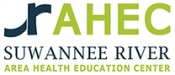 AHEC
SUWANNEE RIVER
AREA HEALTH EDUCATION CENTER